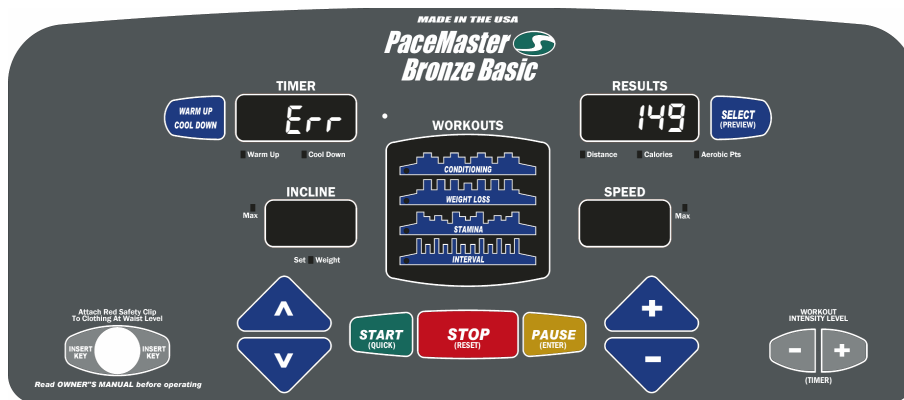 MADE IN THE USA
PaceMaster
Bronze Basic
TIMER
RESULTS
WARM UP
COOL DOWN
Err
149
SELECT
(PREVIEW)
WORKOUTS
Warm Up
Cool Down
Distance
Calories
Aerobic Pts
CONDITIONING
WEIGHT LOSS
STAMINA
INTERVAL
INCLINE
SPEED
Max
Max
Set
Weight
Attach Red Safety Clip
To Clothing At Waist Level
INSERT
KEY
INSERT
KEY
Read OWNER"S MANUAL before operating
^
v
START
(QUICK)
STOP
(RESET)
PAUSE
(ENTER)
+
-
WORKOUT
INTENSITY LEVEL
-
+
(TIMER)